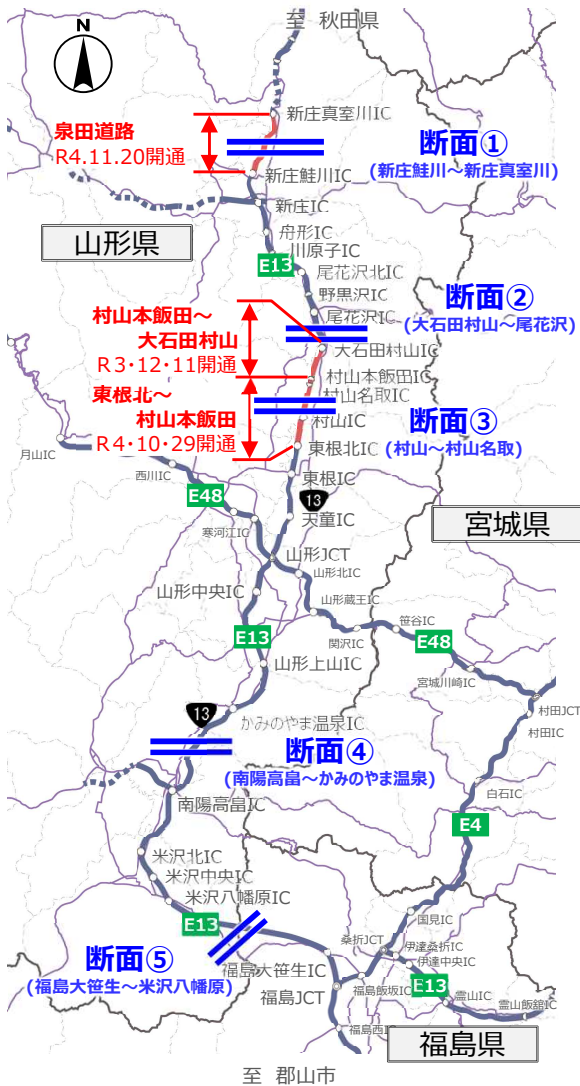 至 秋田県
N
新庄真室川IC
泉田道路
R4.11.20開通
断面①
(新庄鮭川～新庄真室川)
新庄鮭川IC
新庄IC
山形県
舟形IC
川原子IC
E13
尾花沢北IC
野黒沢IC
村山本飯田～
大石田村山
R３･12･11開通
尾花沢IC
断面②
(大石田村山～尾花沢)
大石田村山IC
村山本飯田IC
東根北～
村山本飯田
R４･10･29開通
村山名取IC
村山IC
断面③
(村山～村山名取)
東根北IC
月山IC
西川IC
東根IC
E48
13
寒河江IC
天童IC
宮城県
山形JCT
山形北IC
山形中央IC
山形蔵王IC
笹谷IC
E13
関沢IC
E48
山形上山IC
宮城川崎IC
村田JCT
村田IC
13
かみのやま温泉IC
断面④
(南陽高畠～かみのやま温泉)
白石IC
南陽高畠IC
E4
米沢北IC
米沢中央IC
米沢八幡原IC
国見IC
E13
桑折JCT
伊達桑折IC
伊達中央IC
断面⑤
(福島大笹生～米沢八幡原)
福島大笹生IC
福島JCT
福島飯坂IC
E13
霊山IC
霊山飯舘IC
福島西IC
福島県
至 郡山市